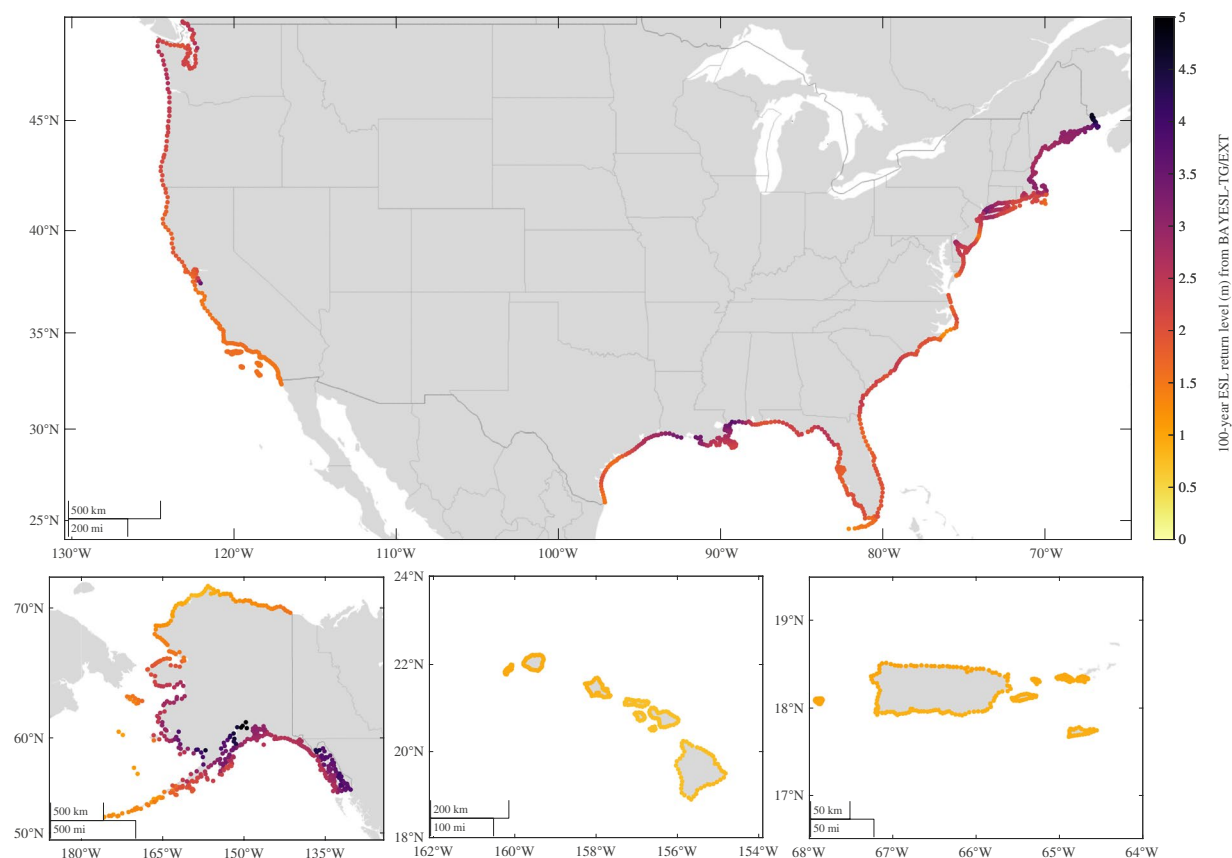 45°N
40°N
35°N
30°N
25°N
500 km
200 mi
130°W
120°W
110°W
100°W
90°W
80°W
70°W
5
4.5
4
3.5
3
2.5
2
1.5
1
0.5
0
100-year ESL return level (m) from BAYESL-TG/EXT
70°N
60°N
50°N
500 km
500 mi
180°W
165°W
150°W
135°W
24°N
22°N
20°N
18°N
200 km
100 mi
162°W
160°W
158°W
156°W
154°W
19°N
18°N
17°N
50 km
50 mi
68°W
67°W
66°W
65°W
64°W